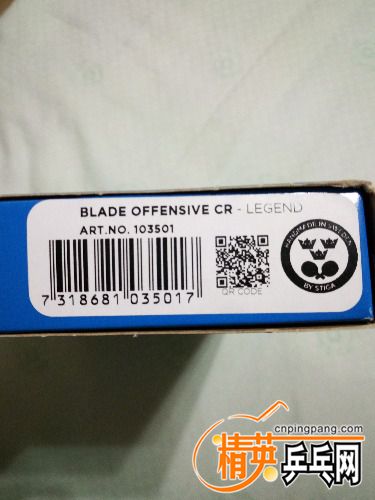 BLADE OFFENSIVE CR - LEGEND
ART.NO. 103501
7 318681 035017
QR CODE
HANDMADE IN SWEDEN
BY STIGA
cnpingpang.com
精英乒乓网